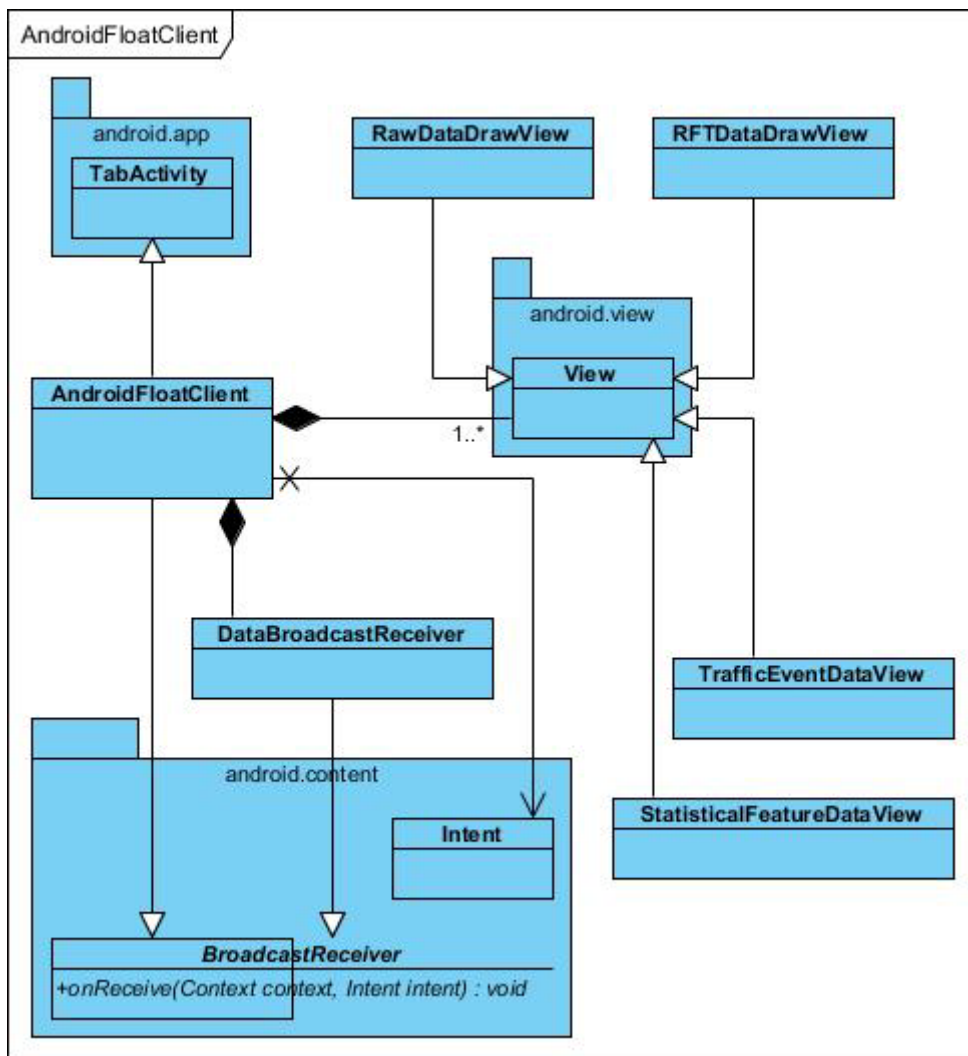 AndroidFloatClient
android.app
TabActivity
RawDataDrawView
RFTDataDrawView
android.view
View
AndroidFloatClient
1..*
DataBroadcastReceiver
TrafficEventDataView
android.content
StatisticalFeatureDataView
Intent
BroadcastReceiver
+onReceive(Context context, Intent intent) : void